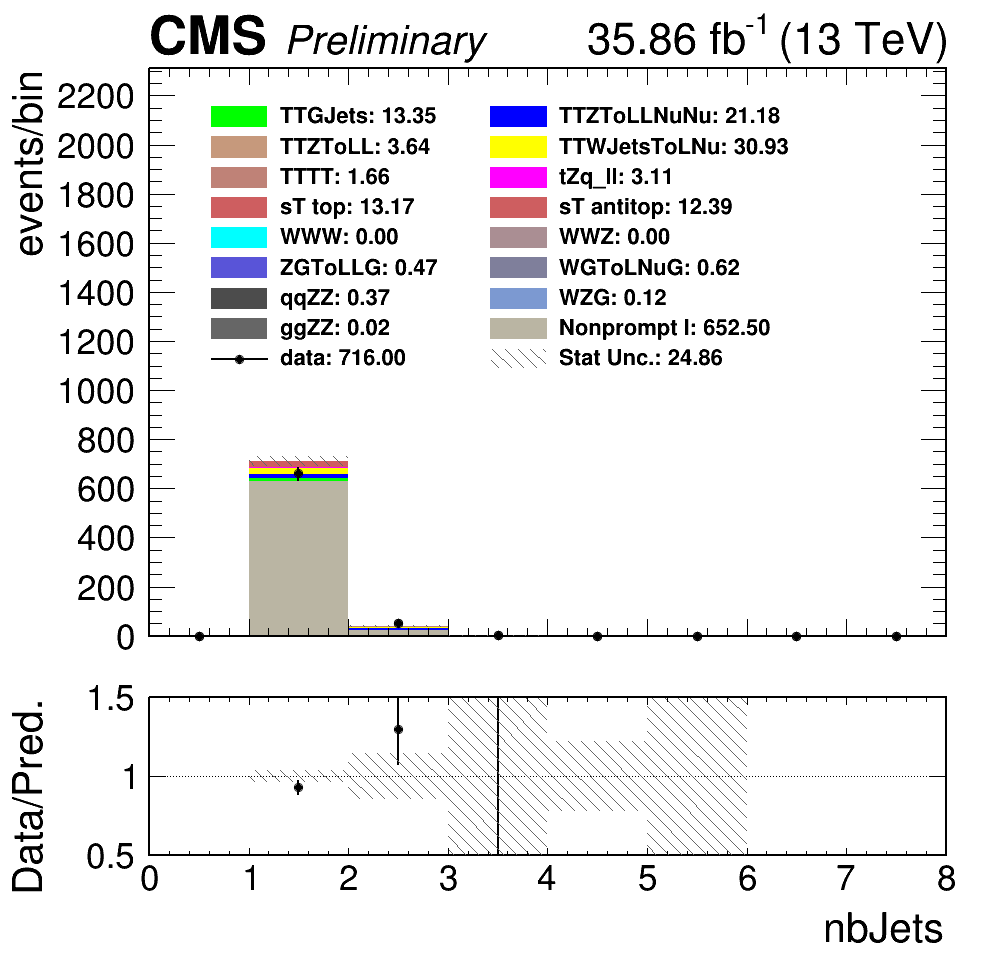 CMS Preliminary 35.86 fb-1 (13 TeV)
events/bin
2200
2000
1800
1600
1400
1200
1000
800
600
400
200
0
TTGJets: 13.35 TTZToLLNuNu: 21.18
TTZToLL: 3.64 TTWJetsToLNu: 30.93
TTTT: 1.66 tZq_ll: 3.11
sT top: 13.17 sT antitop: 12.39
WWW: 0.00 WWZ: 0.00
ZGToLLG: 0.47 WGToLNuG: 0.62
qqZZ: 0.37 WZG: 0.12
ggZZ: 0.02 Nonprompt l: 652.50
data: 716.00 Stat Unc.: 24.86
Data/Pred.
1.5
1
0.5
0 1 2 3 4 5 6 7 8
nbJets